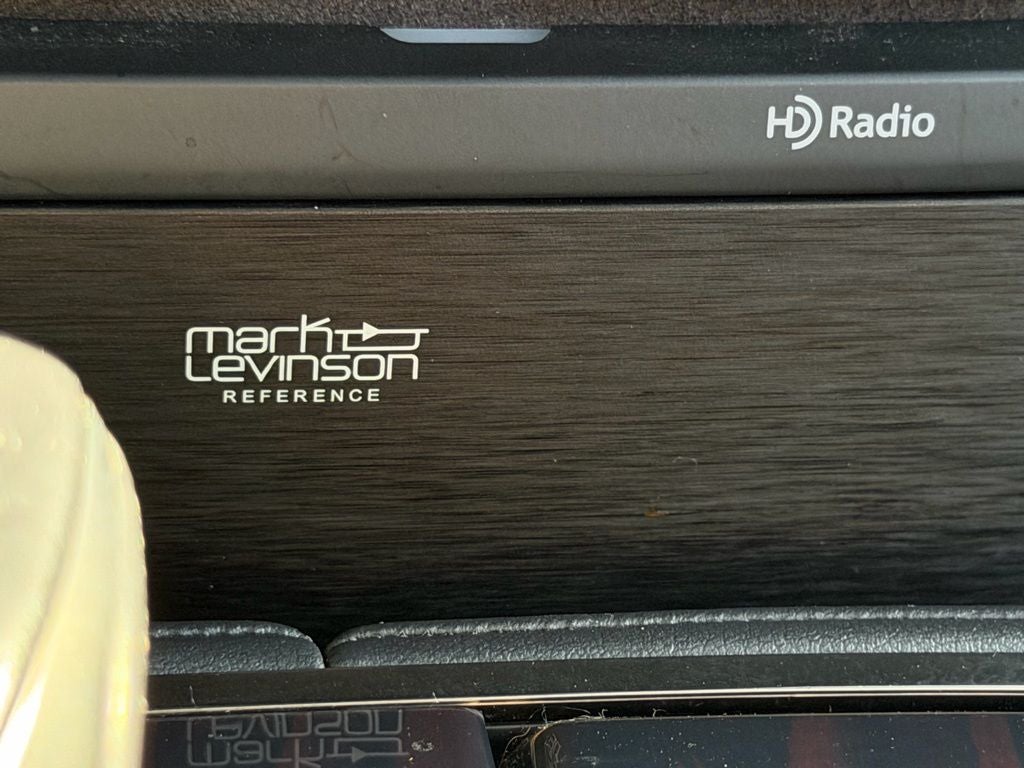 HD Radio
mark
Levinson
REFERENCE